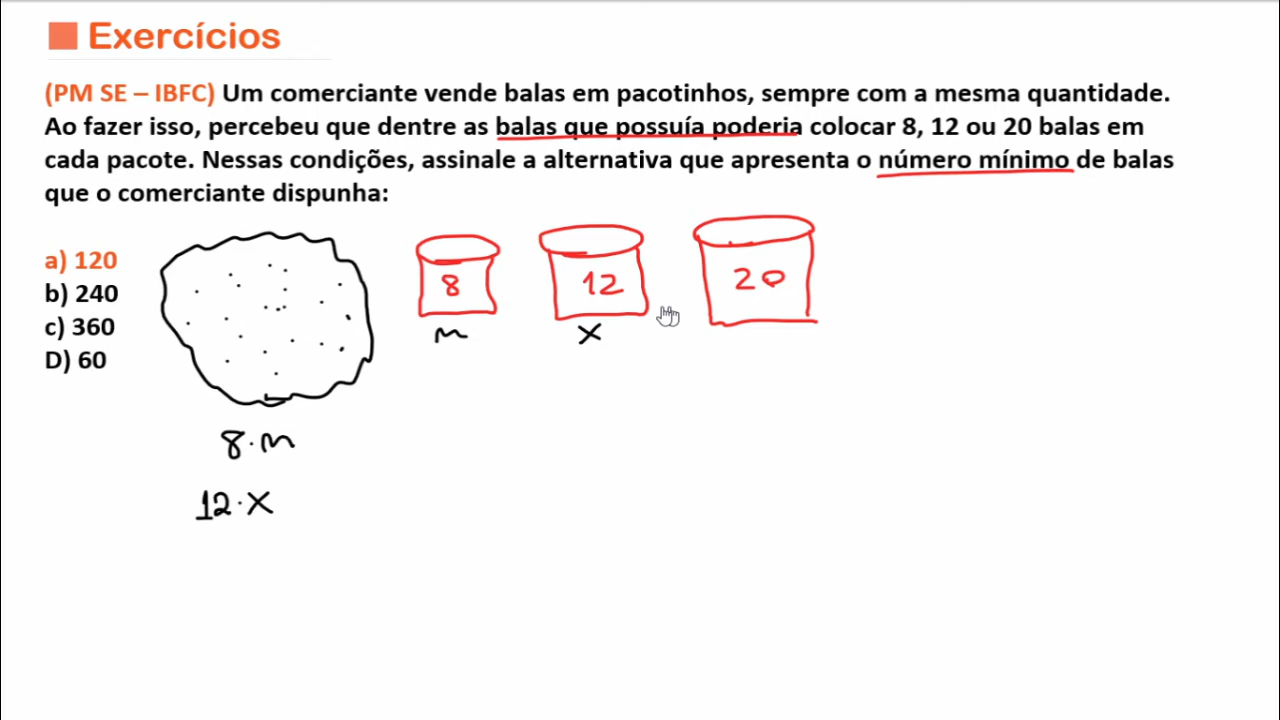 Exercícios
(PM SE – IBFC) Um comerciante vende balas em pacotinhos, sempre com a mesma quantidade.
Ao fazer isso, percebeu que dentre as balas que possuía poderia colocar 8, 12 ou 20 balas em
cada pacote. Nessas condições, assinale a alternativa que apresenta o número mínimo de balas
que o comerciante dispunha:
a) 120
b) 240
c) 360
D) 60
8 12 20
m x
8·m
12·x